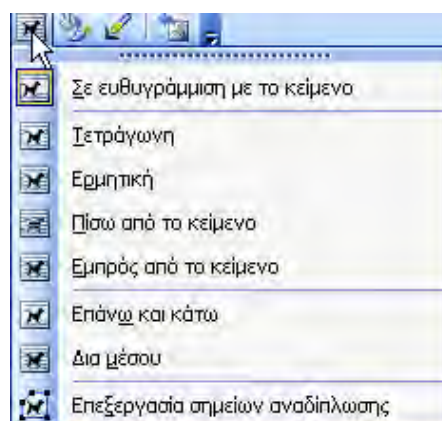 Σε ευθυγράμμιση με το κείμενο
Τετράγωνη
Ερμητική
Πίσω από το κείμενο
Εμπρός από το κείμενο
Επάνω και κάτω
Δια μέσου
Επεξεργασία σημείων αναδίπλωσης